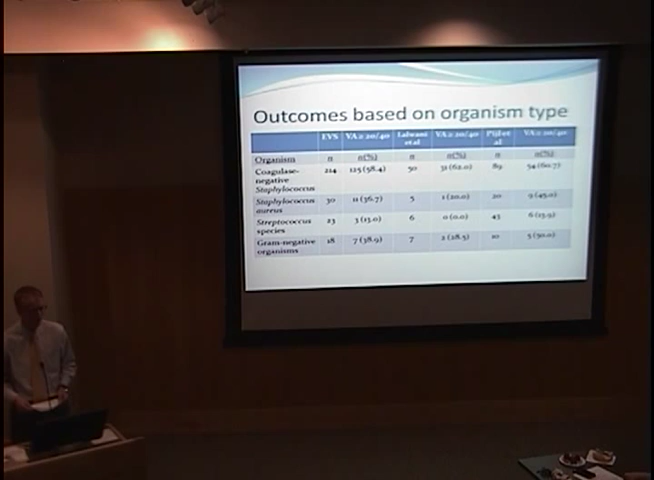 Outcomes based on organism type
EVS VA ≥ 20/40 Lalwani et al VA ≥ 20/40 Pijl et al VA ≥ 20/40
Organism n n(%) n n(%) n n(%)
Coagulase-negative Staphylococcus 214 125 (58.4) 50 31 (62.0) 89 54 (60.7)
Staphylococcus aureus 30 11 (36.7) 5 1 (20.0) 20 9 (45.0)
Streptococcus species 23 3 (13.0) 6 0 (0.0) 43 6 (13.9)
Gram-negative organisms 18 7 (38.9) 7 2 (28.5) 10 5 (50.0)